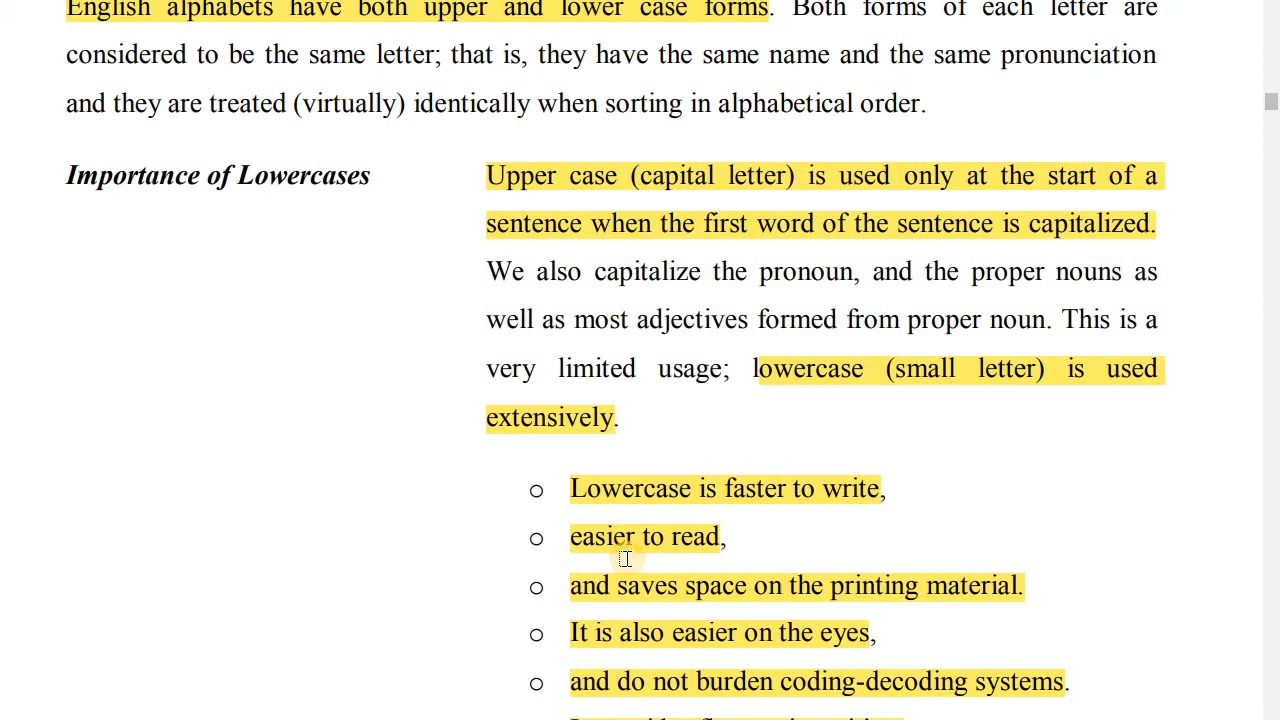 English alphabets have both upper and lower case forms. Both forms of each letter are
considered to be the same letter; that is, they have the same name and the same pronunciation
and they are treated (virtually) identically when sorting in alphabetical order.
Importance of Lowercases
Upper case (capital letter) is used only at the start of a
sentence when the first word of the sentence is capitalized.
We also capitalize the pronoun, and the proper nouns as
well as most adjectives formed from proper noun. This is a
very limited usage; lowercase (small letter) is used
extensively.
o Lowercase is faster to write,
o easier to read,
o and saves space on the printing material.
o It is also easier on the eyes,
o and do not burden coding-decoding systems.